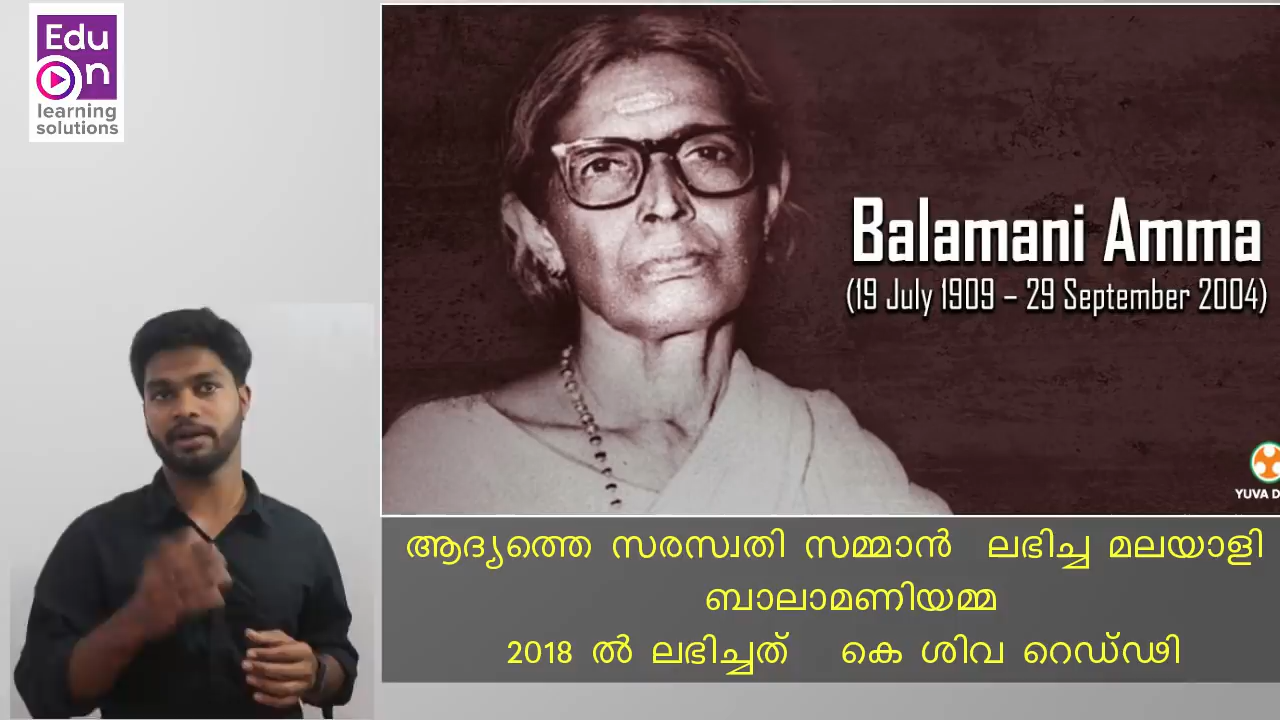 Edu
On
learning
solutions
Balamani Amma
(19 July 1909 – 29 September 2004)
YUVA D
ആദ്യത്തെ സരസ്വതി സമ്മാൻ ലഭിച്ച മലയാളി
ബാലാമണിയമ്മ
2018 ൽ ലഭിച്ചത് കെ ശിവ റെഡ്ഢി